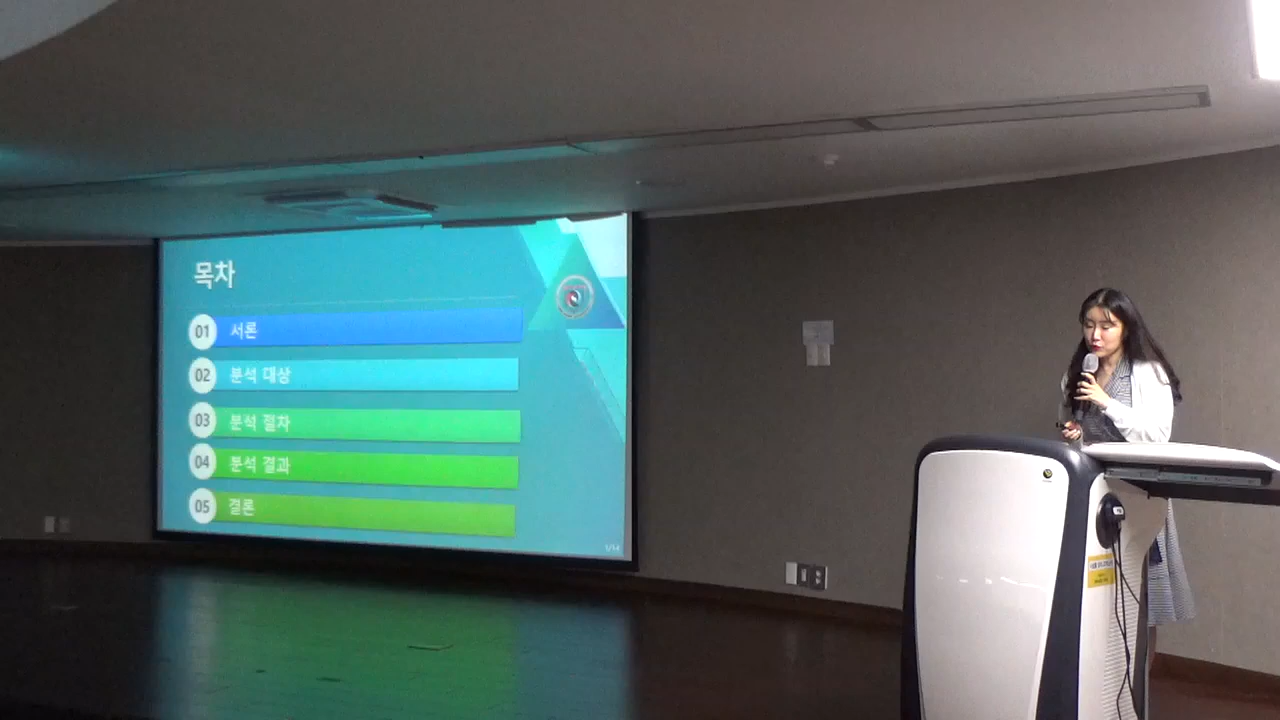 목차
01 서론
02 분석 대상
03 분석 절차
04 분석 결과
05 결론